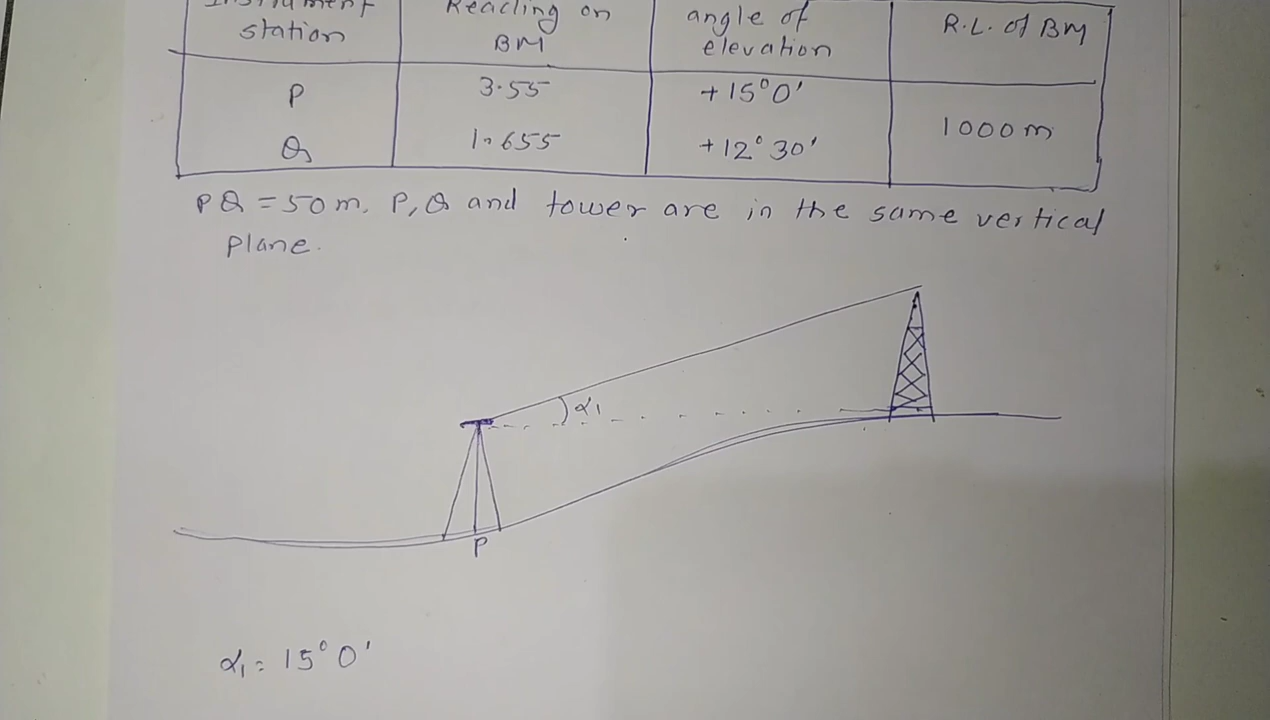 Instrument station
Reading on BM
angle of elevation
R.L. of BM
P
3.55
+15°0'
1000m
Q
1.655
+12°30'
PQ = 50m. P, Q and tower are in the same vertical
plane.
α1
P
α1 = 15°0'